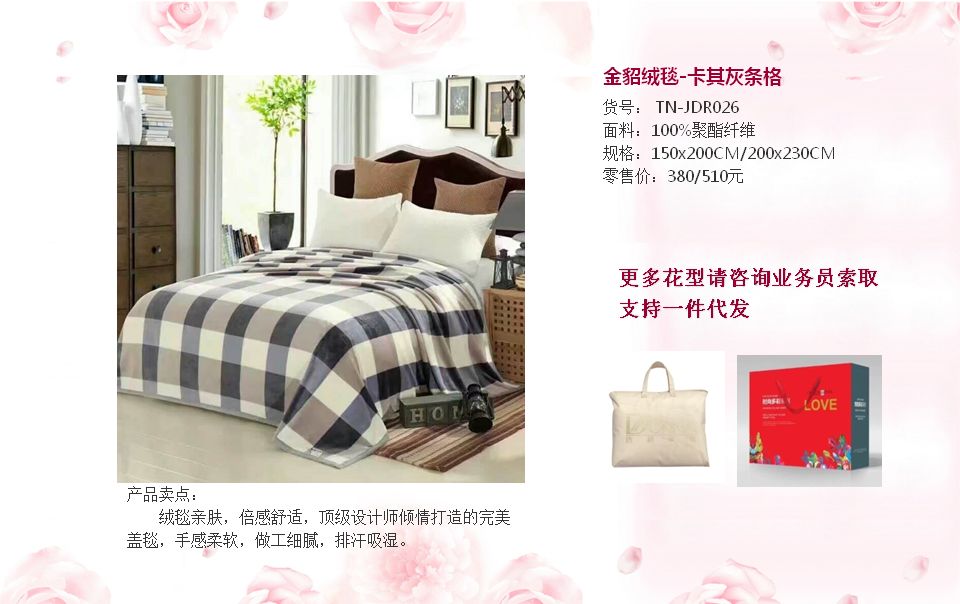 金貂绒毯-卡其灰条格
货号： TN-JDR026
面料：100%聚酯纤维
规格：150x200CM/200x230CM
零售价：380/510元
更多花型请咨询业务员索取
支持一件代发
LOVE
HOM
产品卖点：
绒毯亲肤，倍感舒适，顶级设计师倾情打造的完美
盖毯，手感柔软，做工细腻，排汗吸湿。